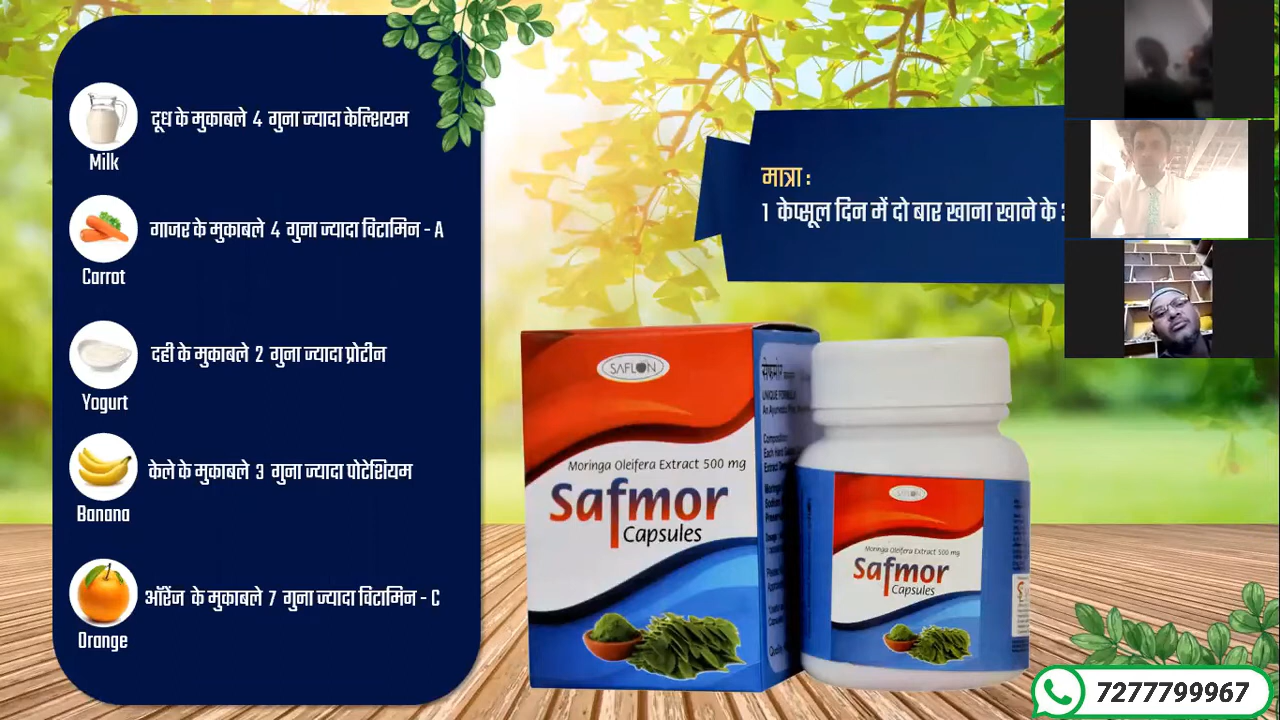 दूध के मुकाबले 4 गुना ज्यादा केल्शियम
Milk
गाजर के मुकाबले 4 गुना ज्यादा विटामिन - A
Carrot
दही के मुकाबले 2 गुना ज्यादा प्रोटीन
Yogurt
केले के मुकाबले 3 गुना ज्यादा पोटेशियम
Banana
ऑरेंज के मुकाबले 7 गुना ज्यादा विटामिन - C
Orange
मात्रा :
1 केप्सूल दिन में दो बार खाना खाने के
SAFLON
Moringa Oleifera Extract 500 mg
Safmor
Capsules
UNIQUE
SAFLON
Moringa Oleifera Extract 500 mg
Safmor
Capsules
7277799967